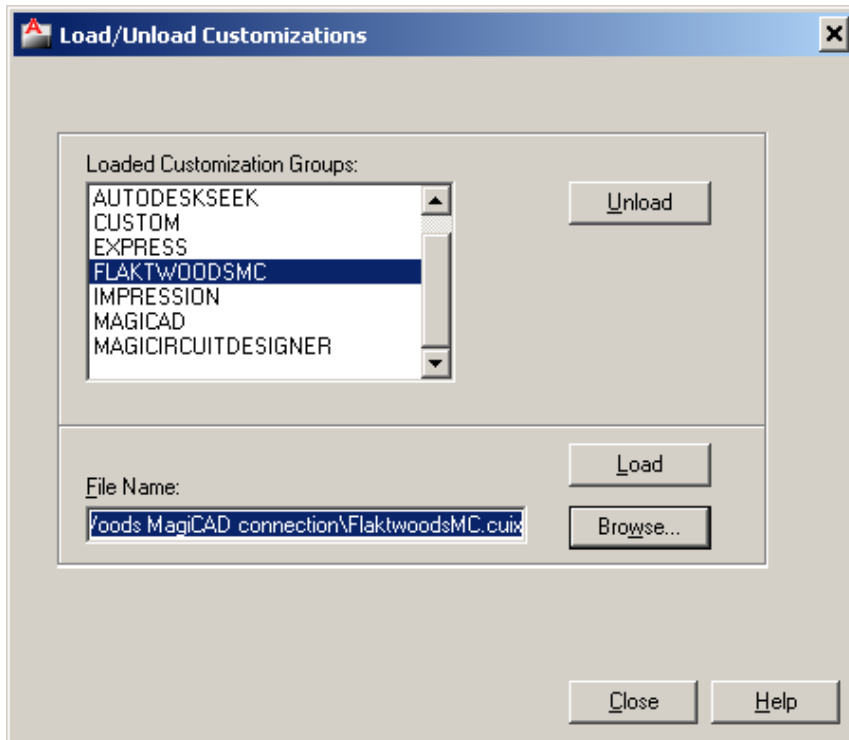 Load/Unload Customizations
Loaded Customization Groups:
AUTODESKSEEK
CUSTOM
EXPRESS
FLAKTWOODSMC
IMPRESSION
MAGICAD
MAGICIRCUITDESIGNER
Unload
Load
File Name:
oods MagiCAD connection\FlaktwoodsMC.cuix
Browse...
Close
Help